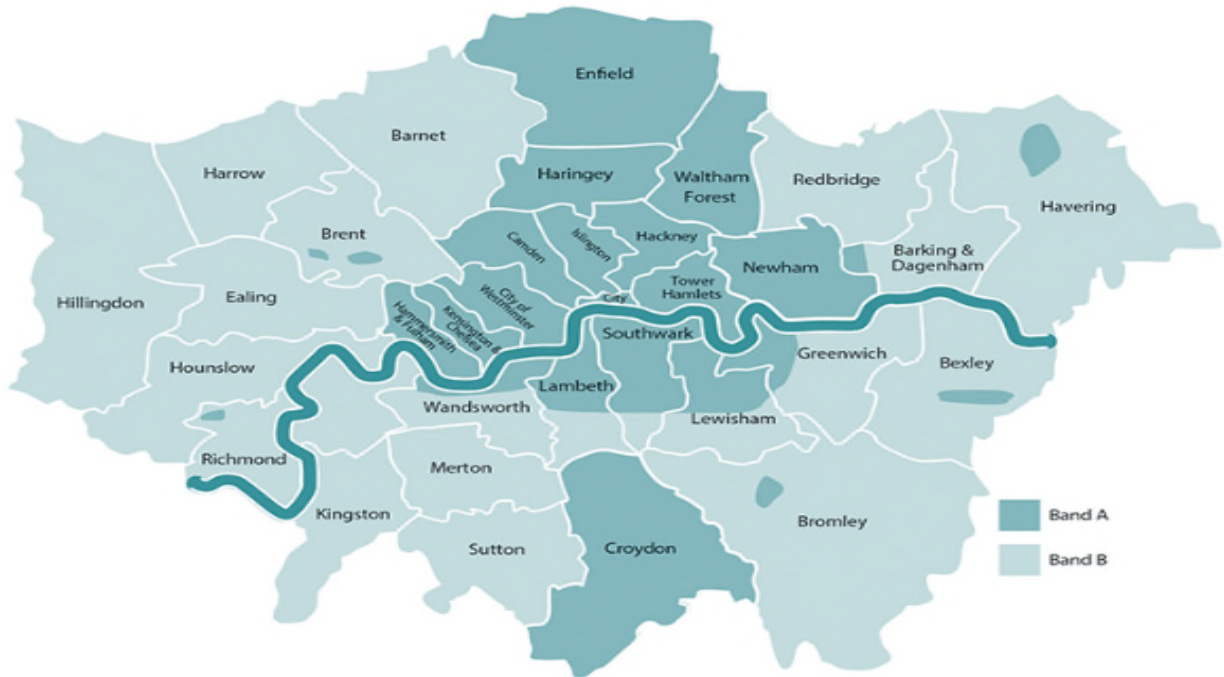 Enfield
Barnet
Harrow
Haringey
Waltham
Forest
Redbridge
Havering
Brent
Camden
Islington
Hackney
Barking &
Dagenham
Newham
Tower
Hamlets
Hillingdon
Ealing
City of
Westminster
City
Kensington &
Chelsea
Hammersmith
& Fulham
Southwark
Greenwich
Bexley
Hounslow
Lambeth
Wandsworth
Lewisham
Richmond
Merton
Kingston
Bromley
Sutton
Croydon
Band A
Band B